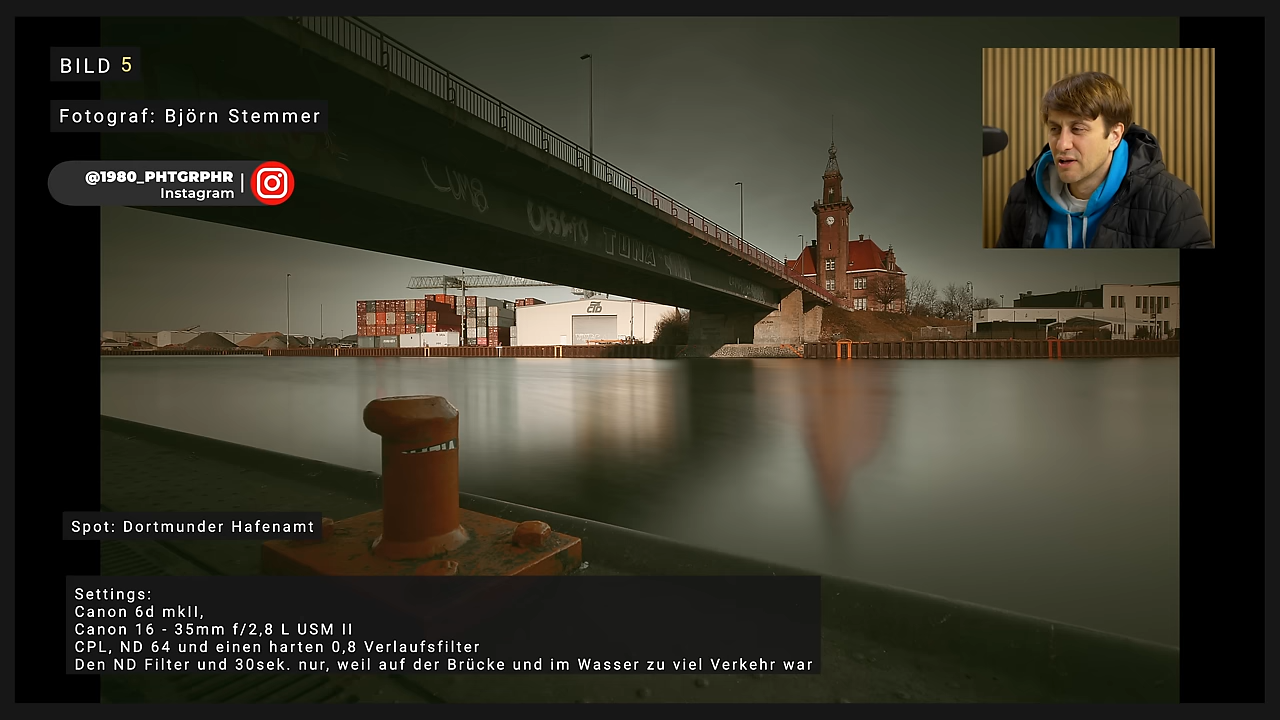 BILD 5
Fotograf: Björn Stemmer
@1980_PHTGRPHR
Instagram
TUNA
Spot: Dortmunder Hafenamt
Settings:
Canon 6d mkII,
Canon 16 - 35mm f/2,8 L USM II
CPL, ND 64 und einen harten 0,8 Verlaufsfilter
Den ND Filter und 30sek. nur, weil auf der Brücke und im Wasser zu viel Verkehr war